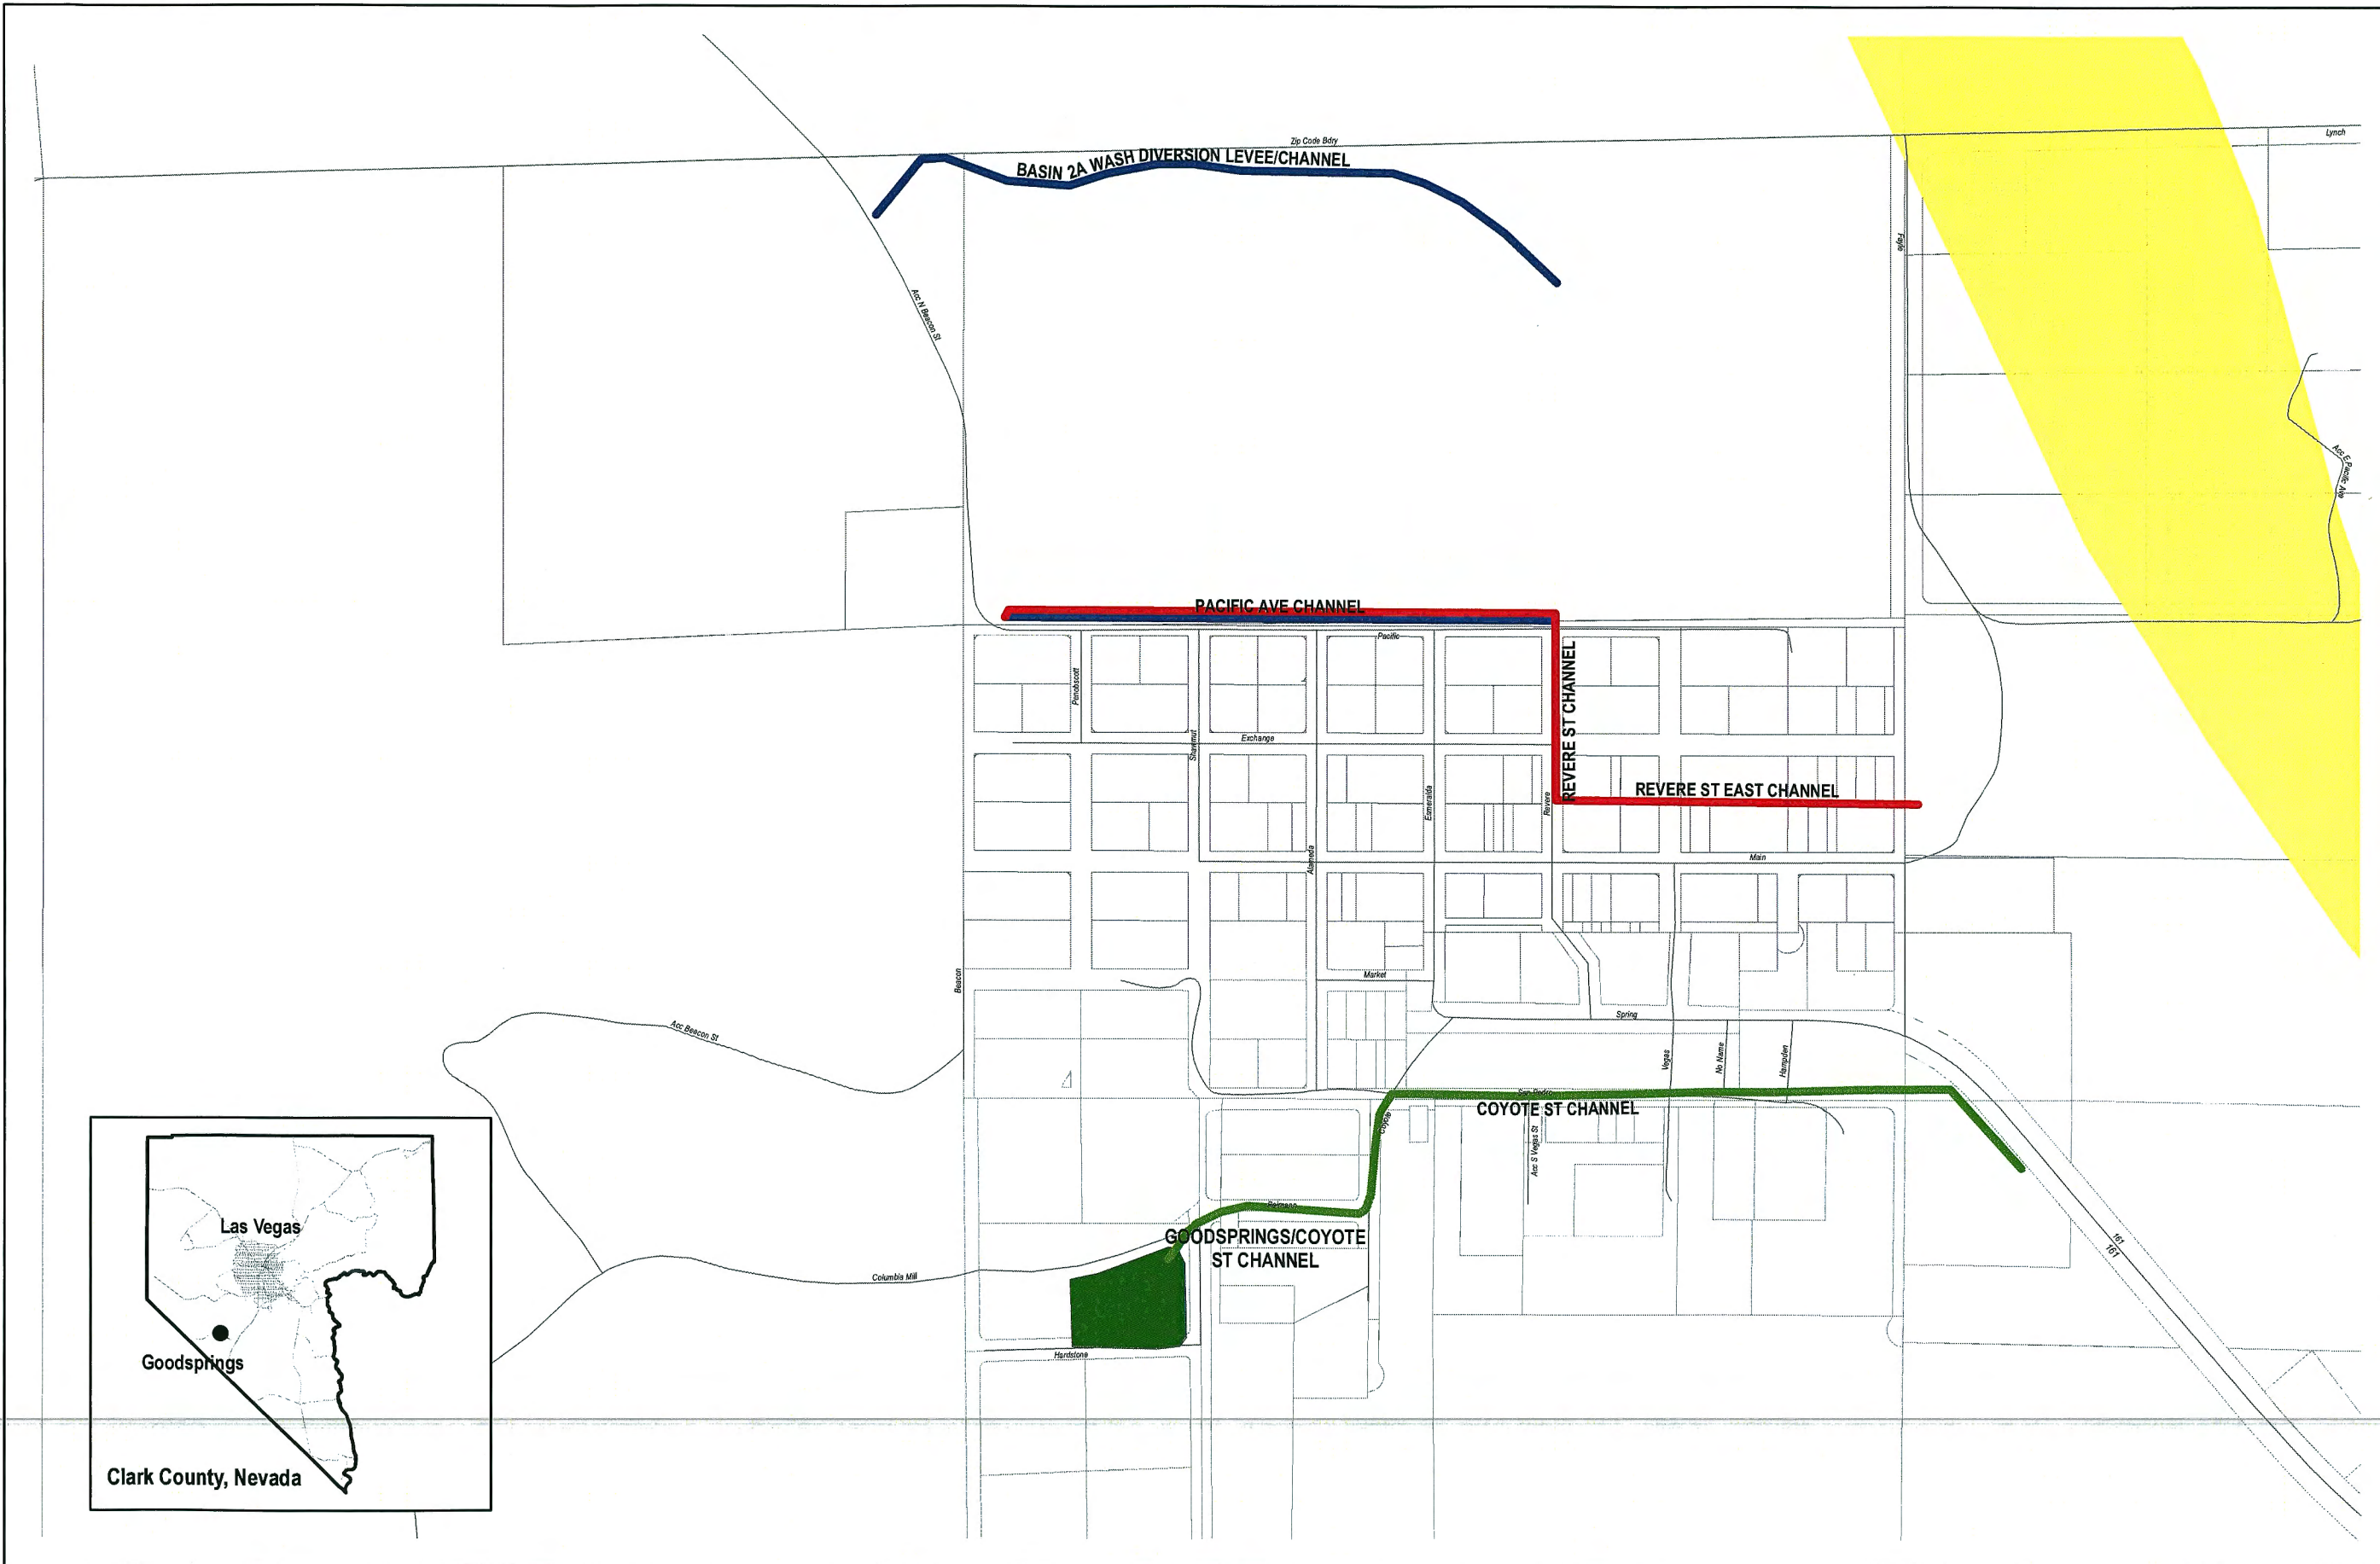 Zip Code Bdry
Lynch
BASIN 2A WASH DIVERSION LEVEE/CHANNEL
Fayle
Acc N Beacon St
Acc E Pacific Ave
PACIFIC AVE CHANNEL
Pacific
Penobscott
REVERE ST CHANNEL
Shawmut
Exchange
REVERE ST EAST CHANNEL
Esmeralda
Revere
Alameda
Main
Beacon
Market
Acc Beacon St
Spring
Vegas
No Name
Hampden
San Pedro
COYOTE ST CHANNEL
Coyote
Acc S Vegas St
GOODSPRINGS/COYOTE
ST CHANNEL
161
161
Columbia Mill
Hardstone
Las Vegas
Goodsprings
Clark County, Nevada